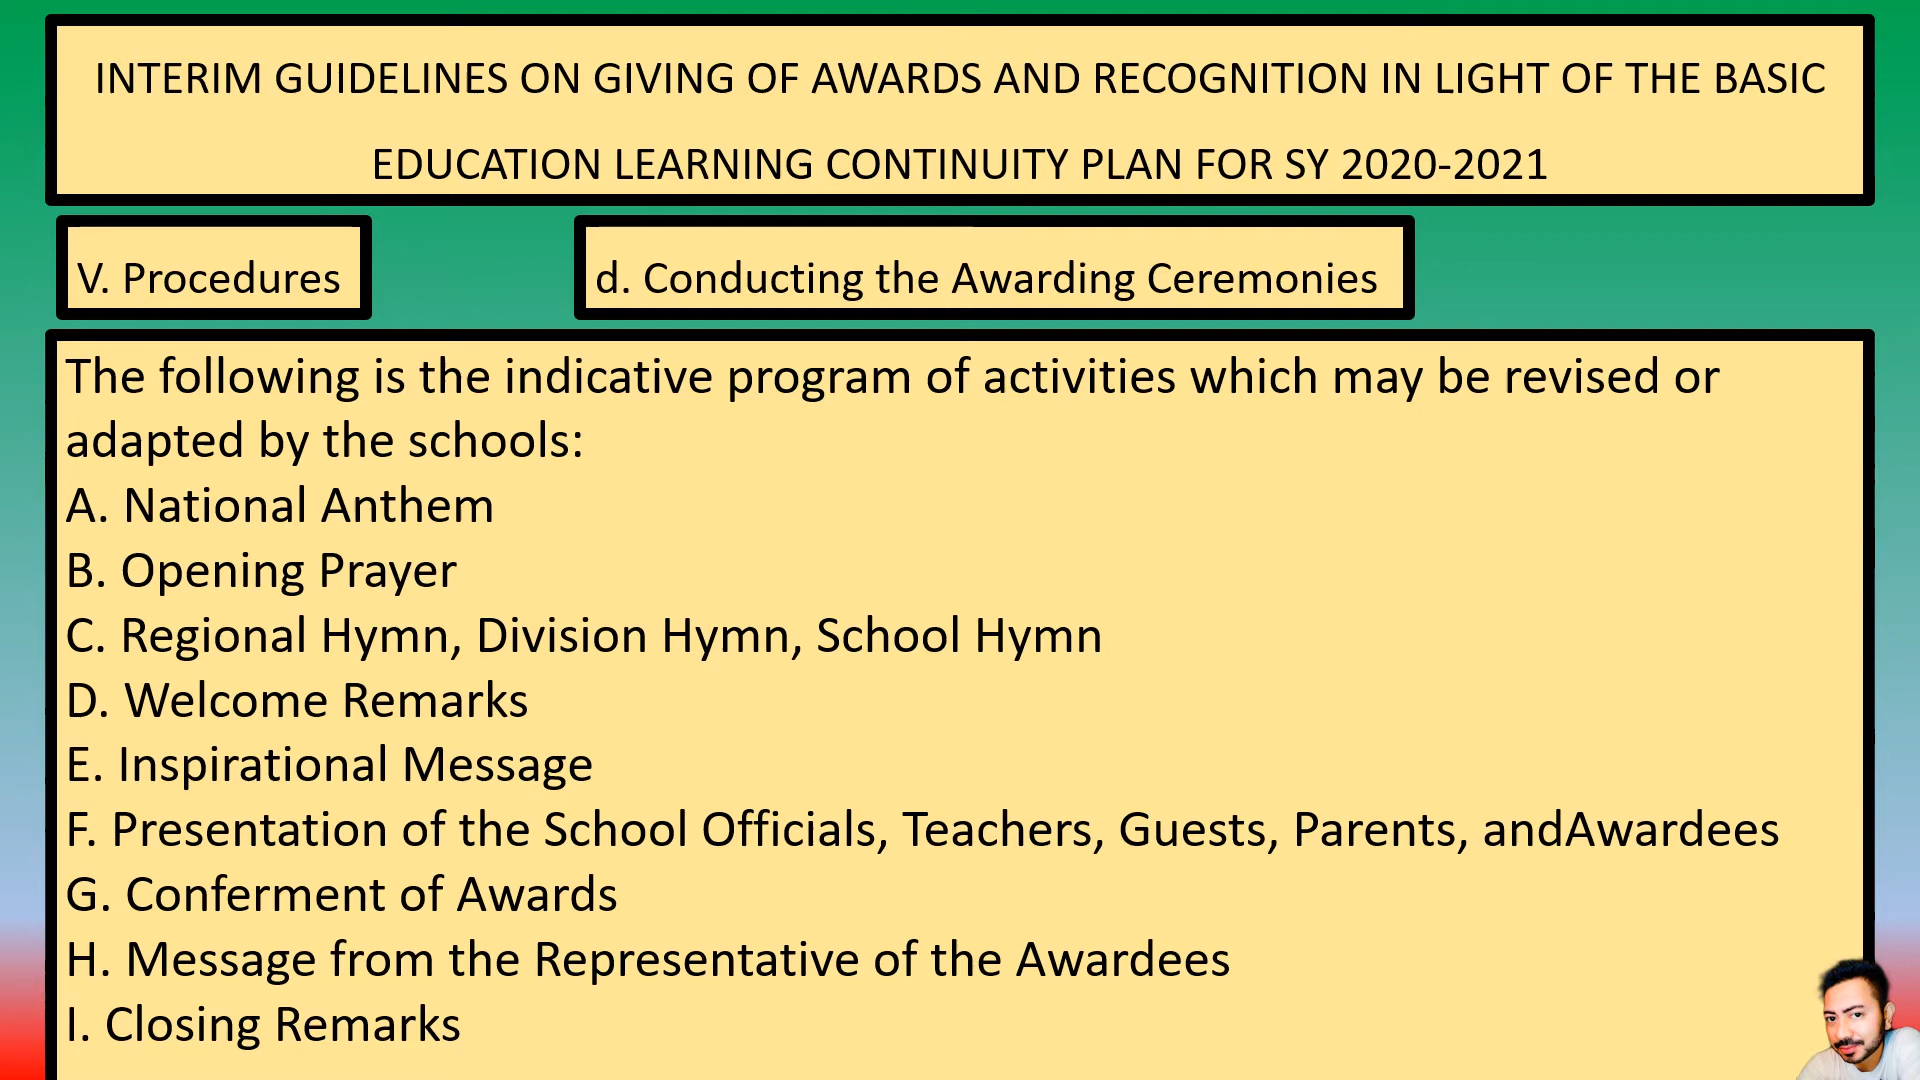 INTERIM GUIDELINES ON GIVING OF AWARDS AND RECOGNITION IN LIGHT OF THE BASIC
EDUCATION LEARNING CONTINUITY PLAN FOR SY 2020-2021
V. Procedures
d. Conducting the Awarding Ceremonies
The following is the indicative program of activities which may be revised or
adapted by the schools:
A. National Anthem
B. Opening Prayer
C. Regional Hymn, Division Hymn, School Hymn
D. Welcome Remarks
E. Inspirational Message
F. Presentation of the School Officials, Teachers, Guests, Parents, andAwardees
G. Conferment of Awards
H. Message from the Representative of the Awardees
I. Closing Remarks